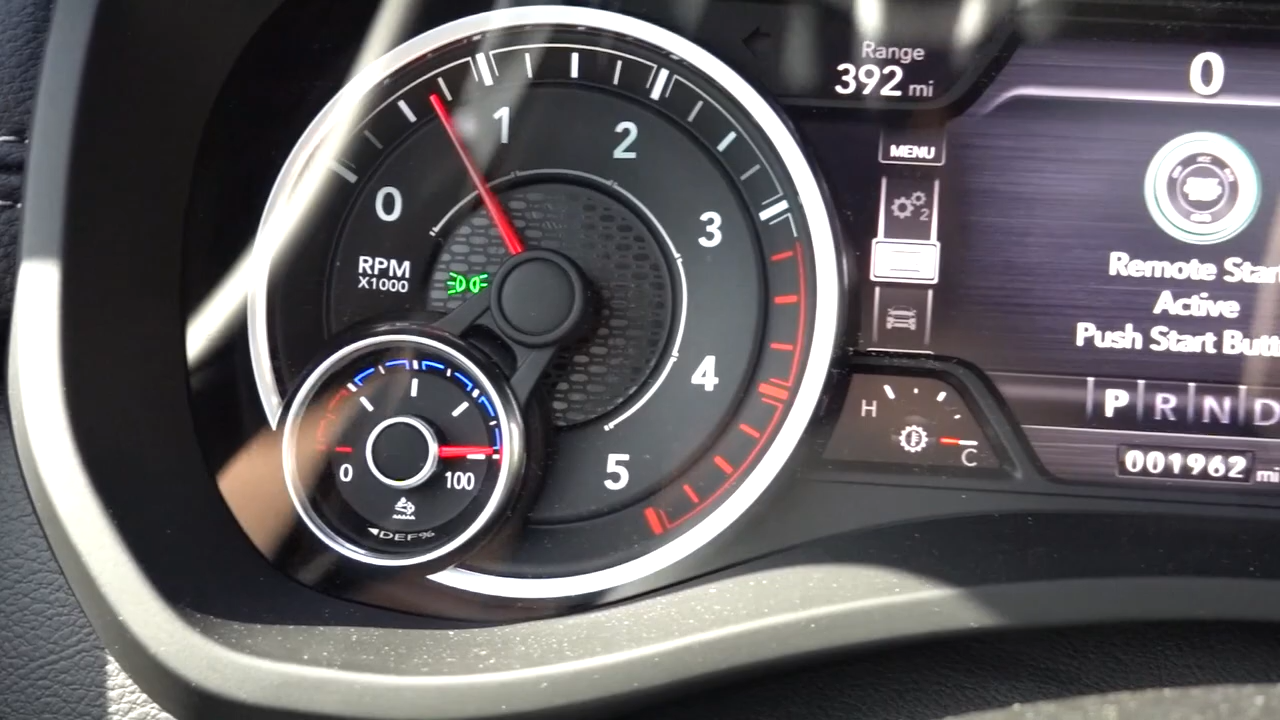 Range
392 mi
0
MENU
2
Remote Star
Active
Push Start Butt
P R N D
001962 mi
H
C
0
1
2
3
4
5
RPM
X1000
0
100
◄DEF%